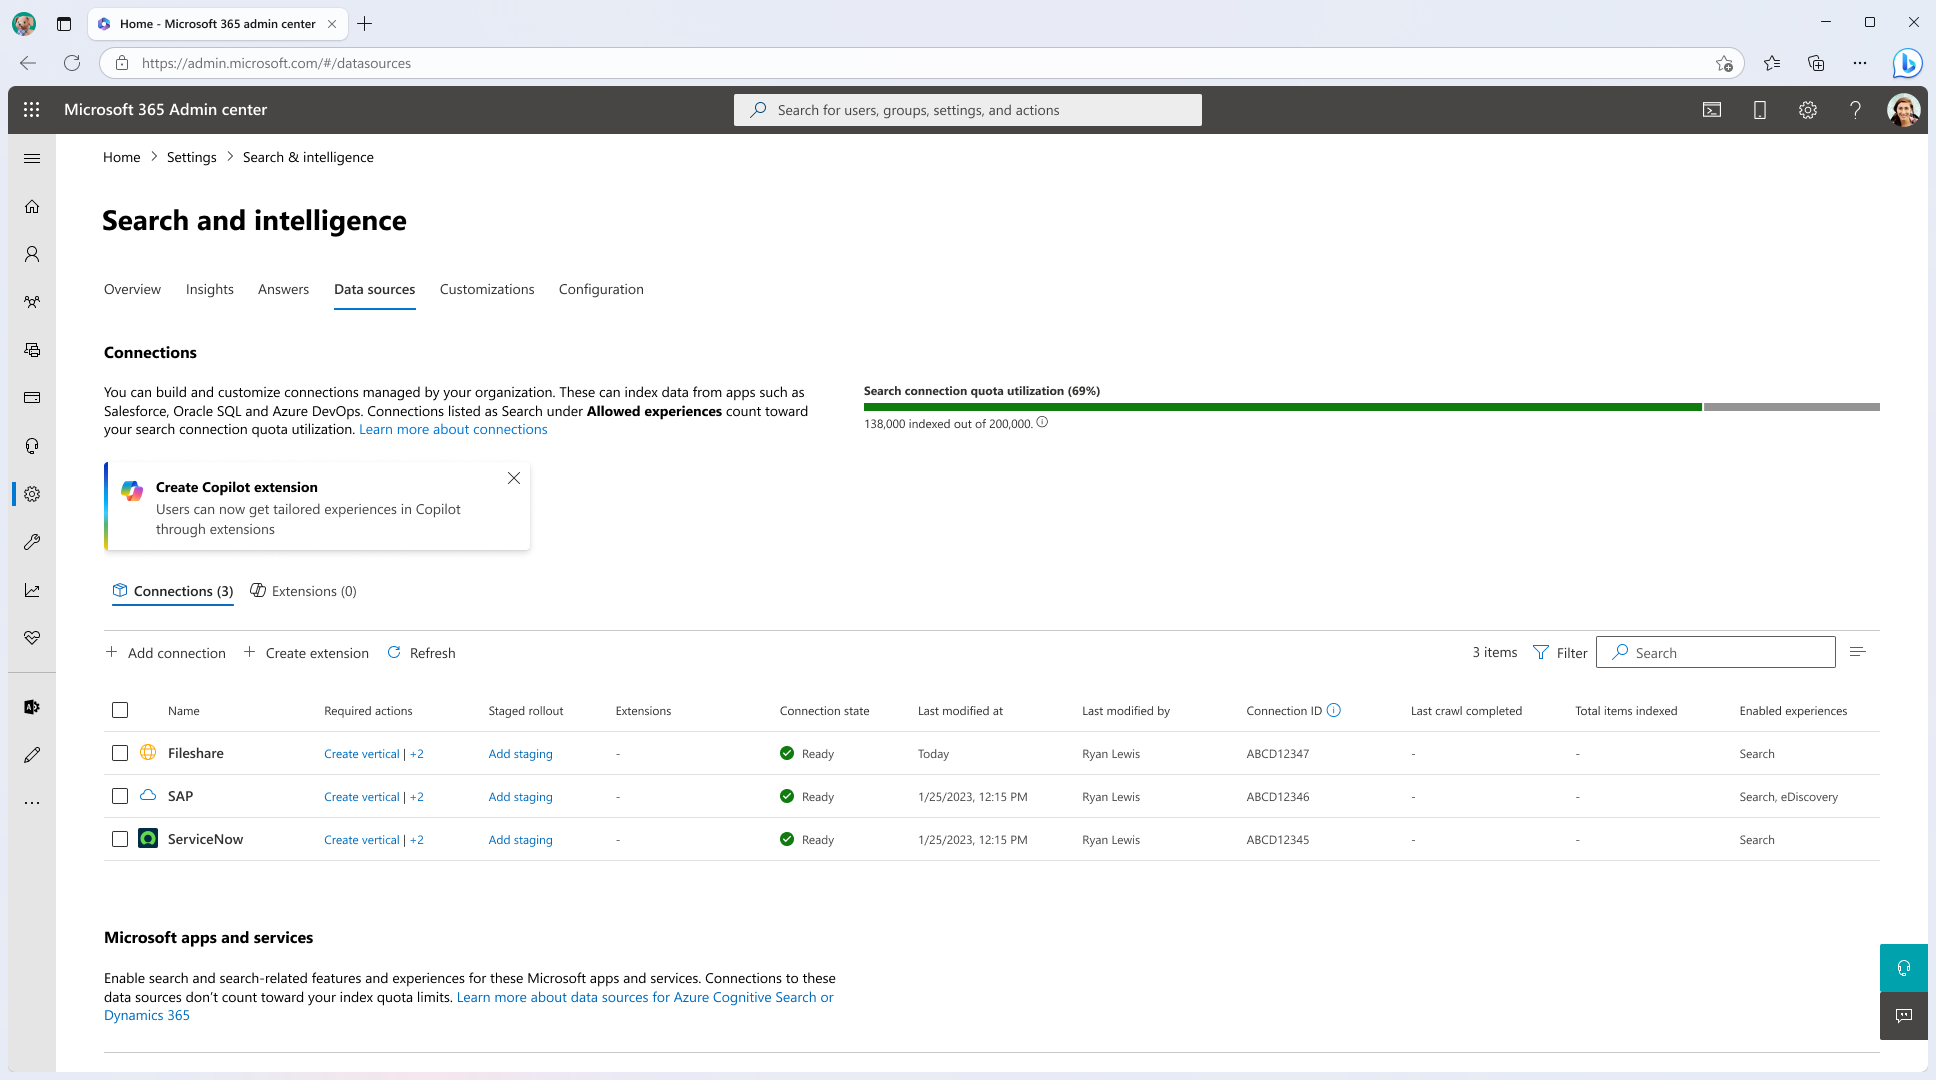 Home - Microsoft 365 admin center
https://admin.microsoft.com/#/datasources
Microsoft 365 Admin center
Search for users, groups, settings, and actions
Home > Settings > Search & intelligence
Search and intelligence
Overview Insights Answers Data sources Customizations Configuration
Connections
You can build and customize connections managed by your organization. These can index data from apps such as
Salesforce, Oracle SQL and Azure DevOps. Connections listed as Search under Allowed experiences count toward
your search connection quota utilization. Learn more about connections
Search connection quota utilization (69%)
138,000 indexed out of 200,000.
Create Copilot extension
Users can now get tailored experiences in Copilot
through extensions
Connections (3) Extensions (0)
+ Add connection + Create extension Refresh 3 items Filter Search
Name Required actions Staged rollout Extensions Connection state Last modified at Last modified by Connection ID Last crawl completed Total items indexed Enabled experiences
Fileshare Create vertical | +2 Add staging - Ready Today Ryan Lewis ABCD12347 - - Search
SAP Create vertical | +2 Add staging - Ready 1/25/2023, 12:15 PM Ryan Lewis ABCD12346 - - Search, eDiscovery
ServiceNow Create vertical | +2 Add staging - Ready 1/25/2023, 12:15 PM Ryan Lewis ABCD12345 - - Search
Microsoft apps and services
Enable search and search-related features and experiences for these Microsoft apps and services. Connections to these
data sources don't count toward your index quota limits. Learn more about data sources for Azure Cognitive Search or
Dynamics 365